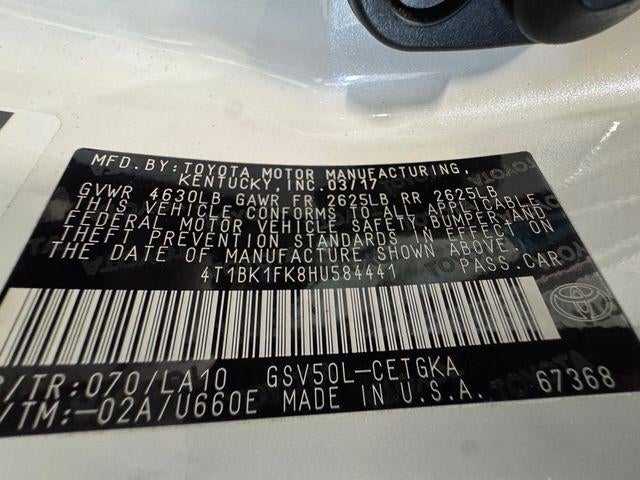 MFD. BY: TOYOTA MOTOR MANUFACTURING,
KENTUCKY, INC. 03/17
GVWR 4630LB GAWR FR 2625LB RR 2625LB
THIS VEHICLE CONFORMS TO ALL APPLICABLE
FEDERAL MOTOR VEHICLE SAFETY, BUMPER, AND
THEFT PREVENTION STANDARDS IN EFFECT ON
THE DATE OF MANUFACTURE SHOWN ABOVE.
4T1BK1FK8HU584441 PASS. CAR
/TR:070/LA10 GSV50L-CETGKA
/TM:-02A/U660E MADE IN U.S.A. 67368
TOYOTA